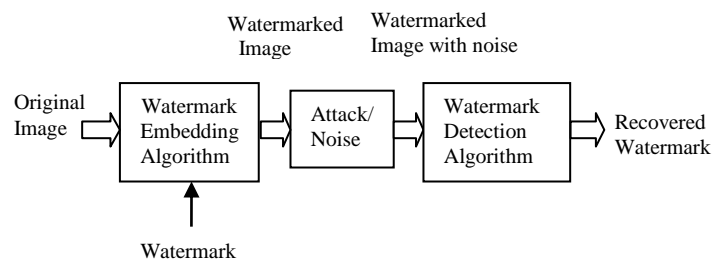 Watermarked
Image
Watermarked
Image with noise
Original
Image
Watermark
Embedding
Algorithm
Attack/
Noise
Watermark
Detection
Algorithm
Recovered
Watermark
Watermark